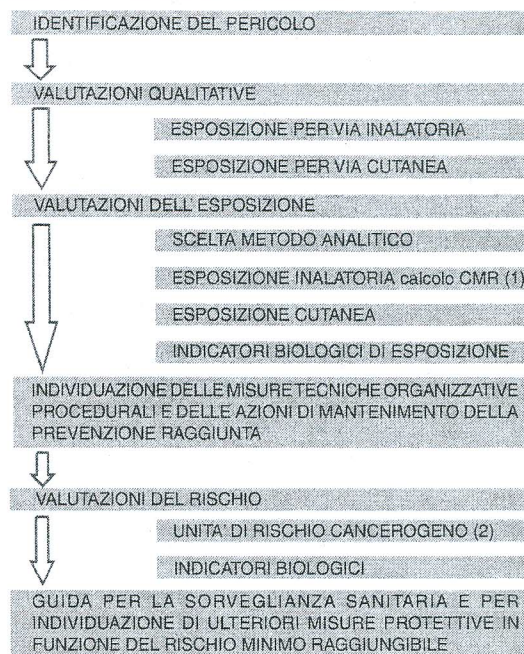 IDENTIFICAZIONE DEL PERICOLO
VALUTAZIONI QUALITATIVE
ESPOSIZIONE PER VIA INALATORIA
ESPOSIZIONE PER VIA CUTANEA
VALUTAZIONI DELL'ESPOSIZIONE
SCELTA METODO ANALITICO
ESPOSIZIONE INALATORIA calcolo CMR (1)
ESPOSIZIONE CUTANEA
INDICATORI BIOLOGICI DI ESPOSIZIONE
INDIVIDUAZIONE DELLE MISURE TECNICHE ORGANIZZATIVE
PROCEDURALI E DELLE AZIONI DI MANTENIMENTO DELLA
PREVENZIONE RAGGIUNTA
VALUTAZIONI DEL RISCHIO
UNITA' DI RISCHIO CANCEROGENO (2)
INDICATORI BIOLOGICI
GUIDA PER LA SORVEGLIANZA SANITARIA E PER
INDIVIDUAZIONE DI ULTERIORI MISURE PROTETTIVE IN
FUNZIONE DEL RISCHIO MINIMO RAGGIUNGIBILE